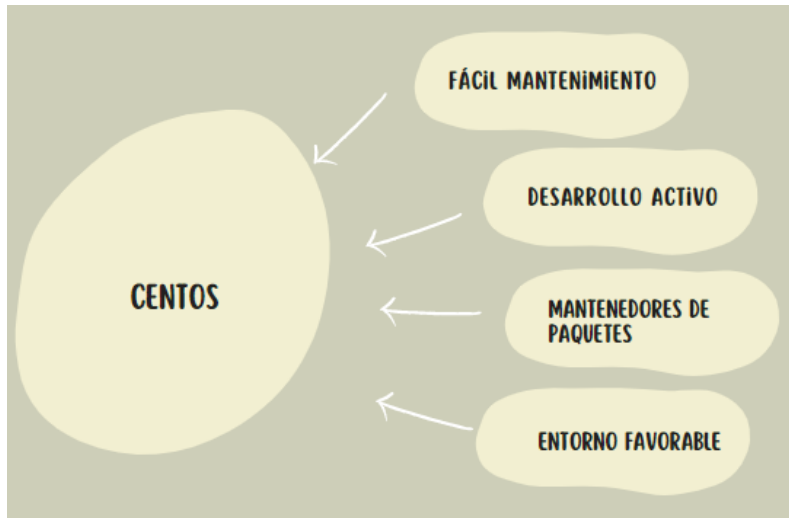 FÁCIL MANTENIMIENTO
DESARROLLO ACTIVO
CENTOS
MANTENEDORES DE
PAQUETES
ENTORNO FAVORABLE